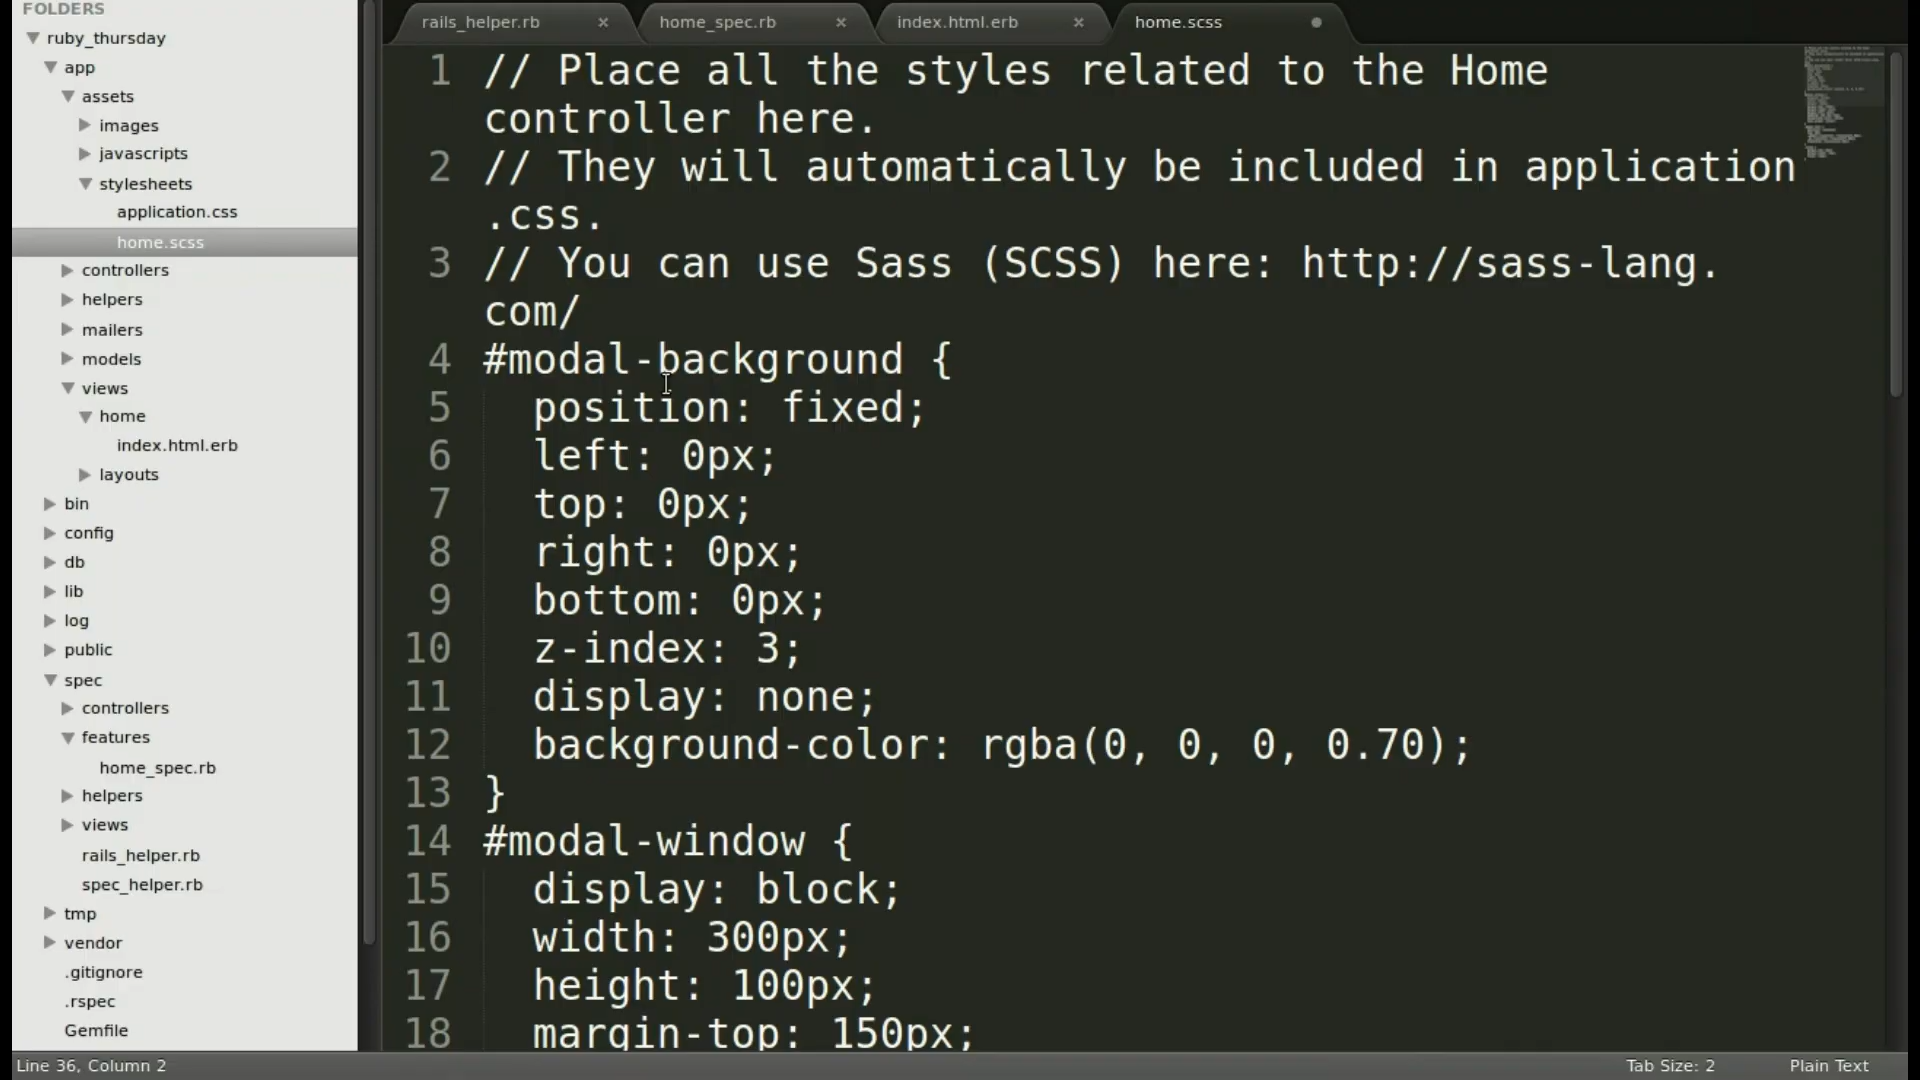 FOLDERS
ruby_thursday
app
assets
images
javascripts
stylesheets
application.css
home.scss
controllers
helpers
mailers
models
views
home
index.html.erb
layouts
bin
config
db
lib
log
public
spec
controllers
features
home_spec.rb
helpers
views
rails_helper.rb
spec_helper.rb
tmp
vendor
.gitignore
.rspec
Gemfile
rails_helper.rb × home_spec.rb × index.html.erb × home.scss
1 // Place all the styles related to the Home
controller here.
2 // They will automatically be included in application
.css.
3 // You can use Sass (SCSS) here: http://sass-lang.
com/
4 #modal-background {
5 position: fixed;
6 left: 0px;
7 top: 0px;
8 right: 0px;
9 bottom: 0px;
10 z-index: 3;
11 display: none;
12 background-color: rgba(0, 0, 0, 0.70);
13 }
14 #modal-window {
15 display: block;
16 width: 300px;
17 height: 100px;
18 margin-top: 150px;
Line 36, Column 2 Tab Size: 2 Plain Text